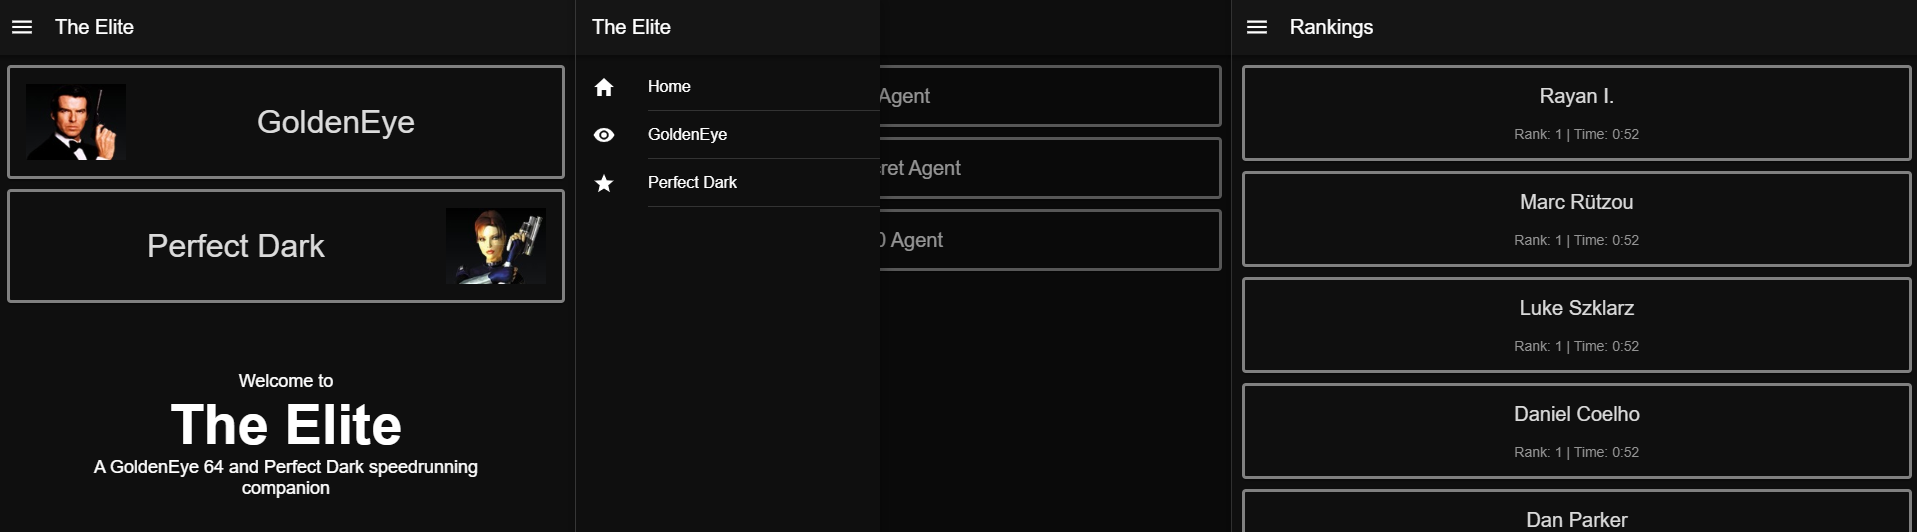 The Elite
GoldenEye
Perfect Dark
Welcome to
The Elite
A GoldenEye 64 and Perfect Dark speedrunning
companion
The Elite
Home
GoldenEye
Perfect Dark
Agent
ret Agent
Agent
Rankings
Rayan I.
Rank: 1 | Time: 0:52
Marc Rützou
Rank: 1 | Time: 0:52
Luke Szklarz
Rank: 1 | Time: 0:52
Daniel Coelho
Rank: 1 | Time: 0:52
Dan Parker